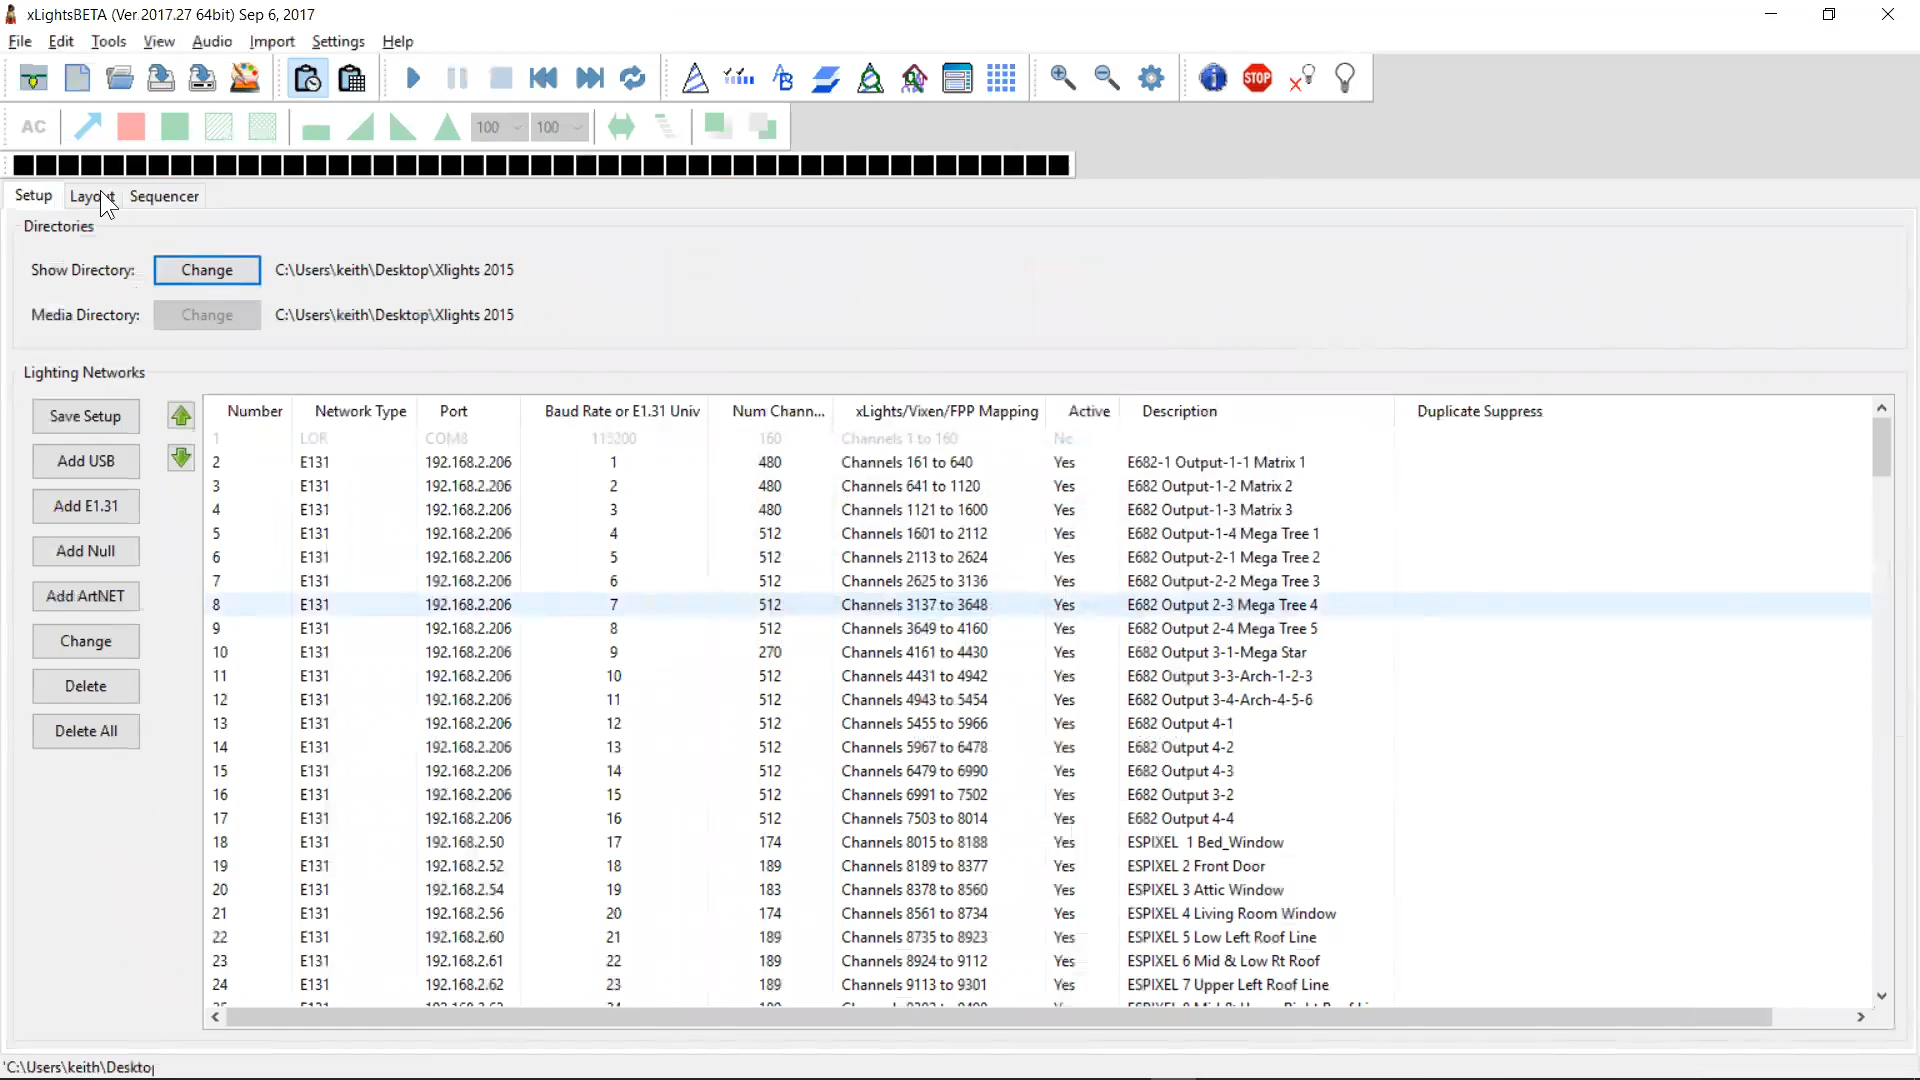 xLightsBETA (Ver 2017.27 64bit) Sep 6, 2017
File Edit Tools View Audio Import Settings Help
AC 100 100
Setup Layout Sequencer
Directories
Show Directory: Change C:\Users\keith\Desktop\Xlights 2015
Media Directory: Change C:\Users\keith\Desktop\Xlights 2015
Lighting Networks
Save Setup
Add USB
Add E1.31
Add Null
Add ArtNET
Change
Delete
Delete All
Number Network Type Port Baud Rate or E1.31 Univ Num Chann... xLights/Vixen/FPP Mapping Active Description Duplicate Suppress
1 LOR COM8 115200 160 Channels 1 to 160 No
2 E131 192.168.2.206 1 480 Channels 161 to 640 Yes E682-1 Output-1-1 Matrix 1
3 E131 192.168.2.206 2 480 Channels 641 to 1120 Yes E682 Output-1-2 Matrix 2
4 E131 192.168.2.206 3 480 Channels 1121 to 1600 Yes E682 Output-1-3 Matrix 3
5 E131 192.168.2.206 4 512 Channels 1601 to 2112 Yes E682 Output-1-4 Mega Tree 1
6 E131 192.168.2.206 5 512 Channels 2113 to 2624 Yes E682 Output-2-1 Mega Tree 2
7 E131 192.168.2.206 6 512 Channels 2625 to 3136 Yes E682 Output-2-2 Mega Tree 3
8 E131 192.168.2.206 7 512 Channels 3137 to 3648 Yes E682 Output 2-3 Mega Tree 4
9 E131 192.168.2.206 8 512 Channels 3649 to 4160 Yes E682 Output 2-4 Mega Tree 5
10 E131 192.168.2.206 9 270 Channels 4161 to 4430 Yes E682 Output 3-1-Mega Star
11 E131 192.168.2.206 10 512 Channels 4431 to 4942 Yes E682 Output 3-3-Arch-1-2-3
12 E131 192.168.2.206 11 512 Channels 4943 to 5454 Yes E682 Output 3-4-Arch-4-5-6
13 E131 192.168.2.206 12 512 Channels 5455 to 5966 Yes E682 Output 4-1
14 E131 192.168.2.206 13 512 Channels 5967 to 6478 Yes E682 Output 4-2
15 E131 192.168.2.206 14 512 Channels 6479 to 6990 Yes E682 Output 4-3
16 E131 192.168.2.206 15 512 Channels 6991 to 7502 Yes E682 Output 3-2
17 E131 192.168.2.206 16 512 Channels 7503 to 8014 Yes E682 Output 4-4
18 E131 192.168.2.50 17 174 Channels 8015 to 8188 Yes ESPIXEL 1 Bed_Window
19 E131 192.168.2.52 18 189 Channels 8189 to 8377 Yes ESPIXEL 2 Front Door
20 E131 192.168.2.54 19 183 Channels 8378 to 8560 Yes ESPIXEL 3 Attic Window
21 E131 192.168.2.56 20 174 Channels 8561 to 8734 Yes ESPIXEL 4 Living Room Window
22 E131 192.168.2.60 21 189 Channels 8735 to 8923 Yes ESPIXEL 5 Low Left Roof Line
23 E131 192.168.2.61 22 189 Channels 8924 to 9112 Yes ESPIXEL 6 Mid & Low Rt Roof
24 E131 192.168.2.62 23 189 Channels 9113 to 9301 Yes ESPIXEL 7 Upper Left Roof Line
'C:\Users\keith\Deskto